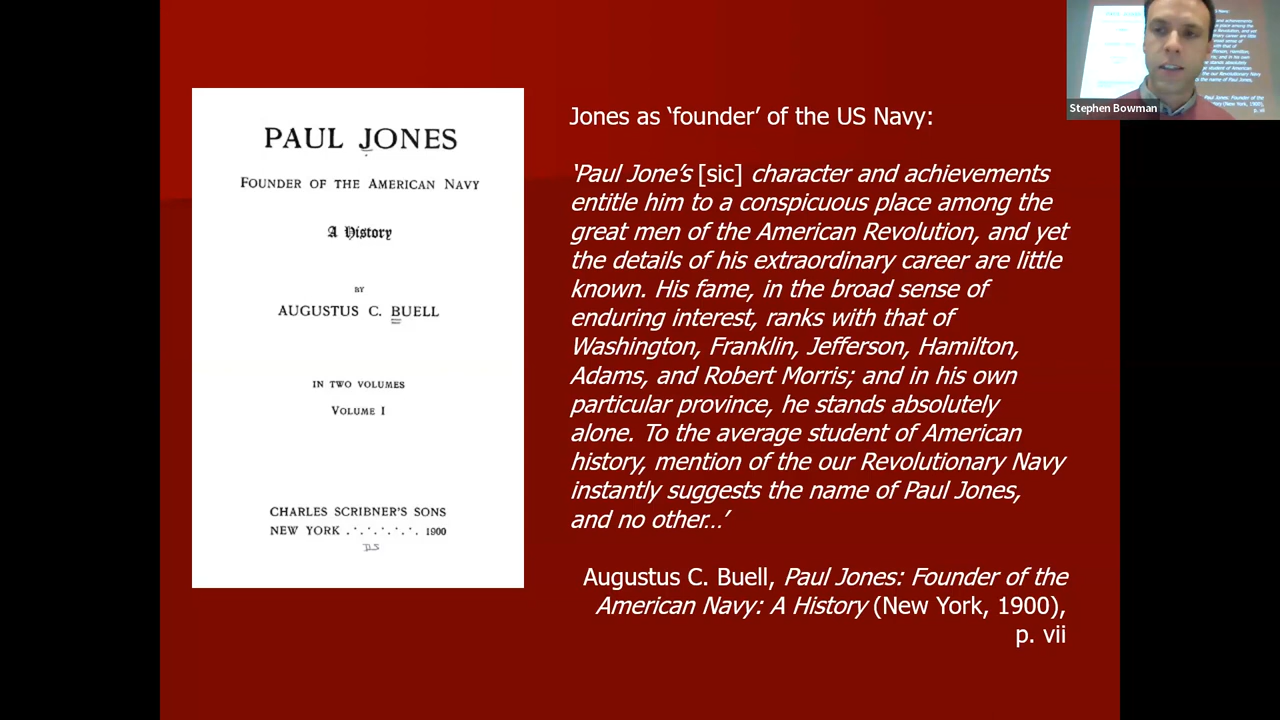 PAUL JONES
FOUNDER OF THE AMERICAN NAVY
A History
BY
AUGUSTUS C. BUELL
IN TWO VOLUMES
VOLUME I
CHARLES SCRIBNER'S SONS
NEW YORK . · . · . · . · . · . 1900
DS
Jones as ‘founder’ of the US Navy:
‘Paul Jone’s [sic] character and achievements
entitle him to a conspicuous place among the
great men of the American Revolution, and yet
the details of his extraordinary career are little
known. His fame, in the broad sense of
enduring interest, ranks with that of
Washington, Franklin, Jefferson, Hamilton,
Adams, and Robert Morris; and in his own
particular province, he stands absolutely
alone. To the average student of American
history, mention of the our Revolutionary Navy
instantly suggests the name of Paul Jones,
and no other…’
Augustus C. Buell, Paul Jones: Founder of the
American Navy: A History (New York, 1900),
p. vii
Stephen Bowman